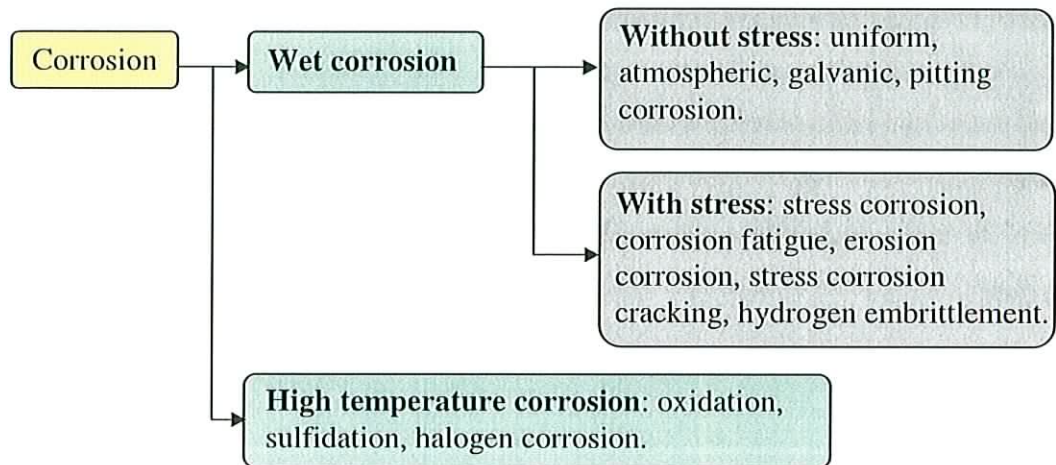 Corrosion
Wet corrosion
Without stress: uniform,
atmospheric, galvanic, pitting
corrosion.
With stress: stress corrosion,
corrosion fatigue, erosion
corrosion, stress corrosion
cracking, hydrogen embrittlement.
High temperature corrosion: oxidation,
sulfidation, halogen corrosion.